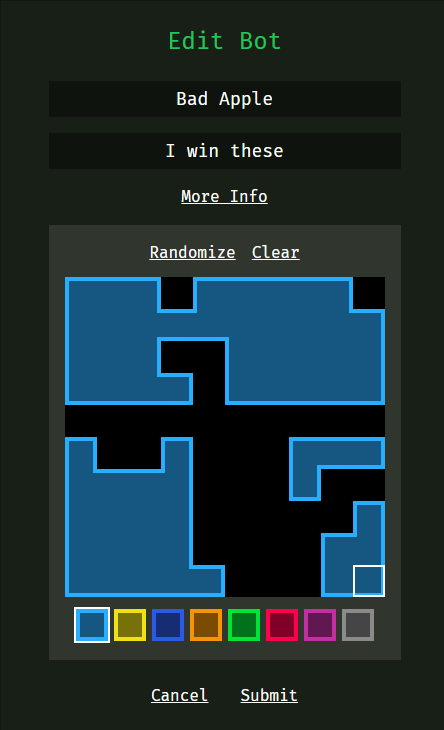 Edit Bot
Bad Apple
I win these
More Info
Randomize Clear
Cancel Submit